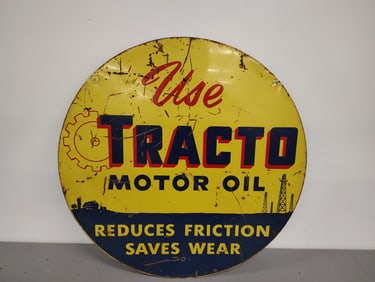 Use
TRACTO
MOTOR OIL
REDUCES FRICTION
SAVES WEAR